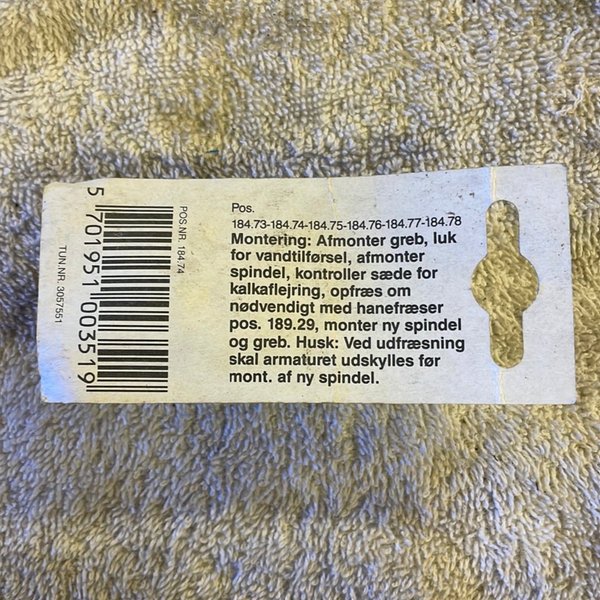 5 701951 003519
TUN.NR. 3057551
POS.NR. 184.74
Pos.
184.73-184.74-184.75-184.76-184.77-184.78
Montering: Afmonter greb, luk
for vandtilførsel, afmonter
spindel, kontroller sæde for
kalkaflejring, opfræs om
nødvendigt med hanefræser
pos. 189.29, monter ny spindel
og greb. Husk: Ved udfræsning
skal armaturet udskylles før
mont. af ny spindel.